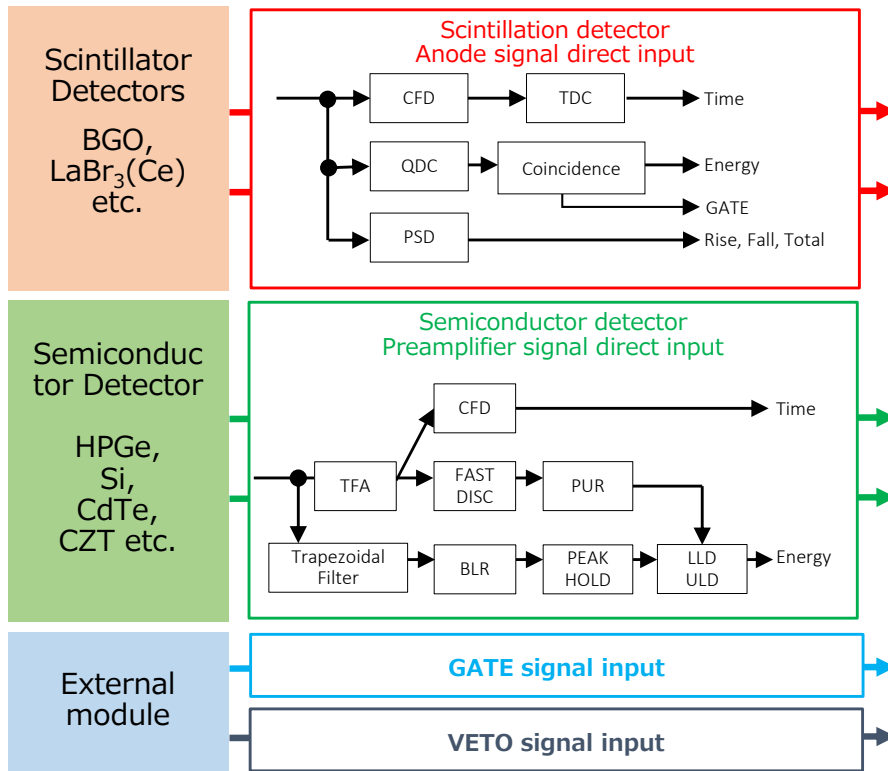 Scintillator
Detectors
BGO,
LaBr₃(Ce)
etc.
Scintillation detector
Anode signal direct input
CFD
TDC
Time
QDC
Coincidence
Energy
GATE
PSD
Rise, Fall, Total
Semiconduc
tor Detector
HPGe,
Si,
CdTe,
CZT etc.
Semiconductor detector
Preamplifier signal direct input
CFD
Time
TFA
FAST
DISC
PUR
Trapezoidal
Filter
BLR
PEAK
HOLD
LLD
ULD
Energy
External
module
GATE signal input
VETO signal input